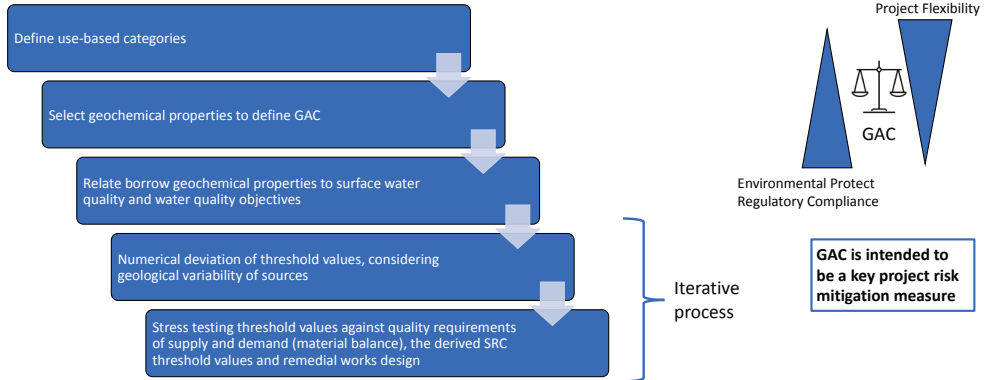 Define use-based categories
Select geochemical properties to define GAC
Relate borrow geochemical properties to surface water
quality and water quality objectives
Numerical deviation of threshold values, considering
geological variability of sources
Stress testing threshold values against quality requirements
of supply and demand (material balance), the derived SRC
threshold values and remedial works design
Iterative
process
Project Flexibility
GAC
Environmental Protect
Regulatory Compliance
GAC is intended to
be a key project risk
mitigation measure